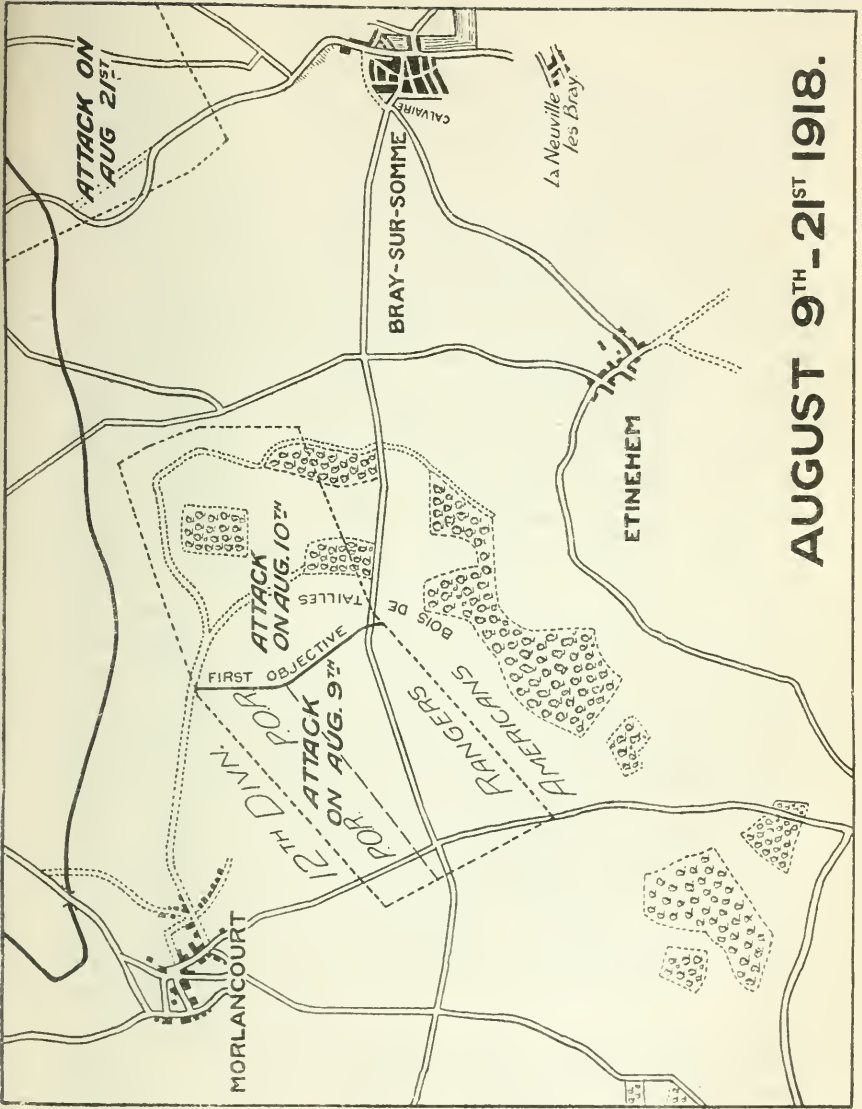 ATTACK ON
AUG 21ST
CALVAIRE
La Neuville
les Bray.
BRAY-SUR-SOMME
ETINEHEM
ATTACK
ON AUG. 10TH
TAILLES
BOIS DE
FIRST OBJECTIVE
P.O.R.
ATTACK
ON AUG. 9TH
12TH DIVN.
P.O.R.
RANGERS
AMERICANS
MORLANCOURT
AUGUST 9TH-21ST 1918.